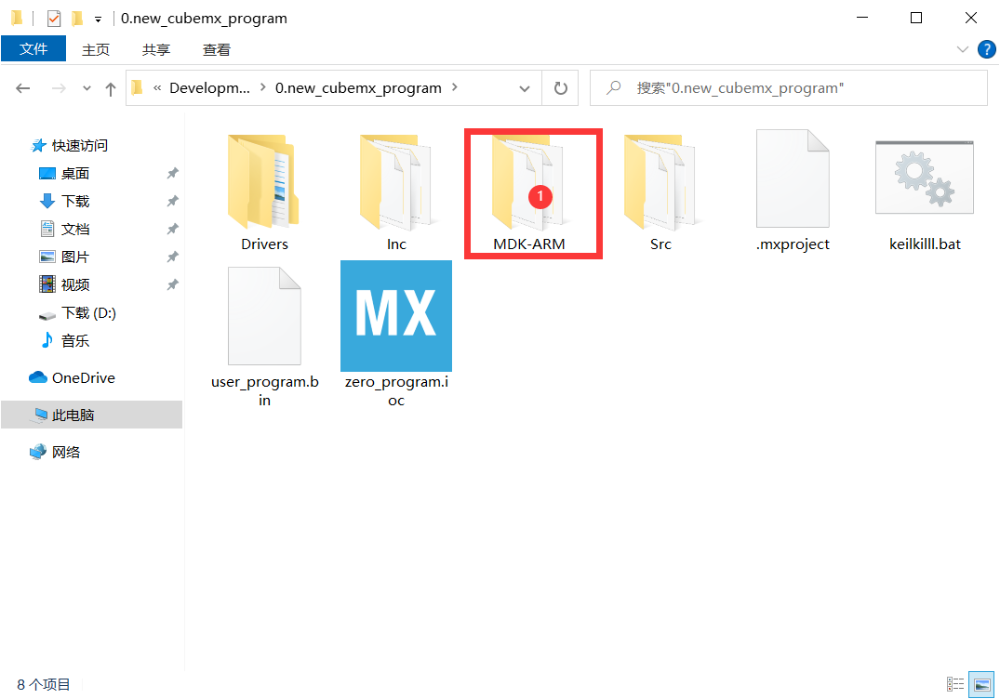 0.new_cubemx_program
文件 主页 共享 查看
« Developm... 0.new_cubemx_program 搜索"0.new_cubemx_program"
快速访问
桌面
下载
文档
图片
视频
下载 (D:)
音乐
OneDrive
此电脑
网络
1
Drivers Inc MDK-ARM Src .mxproject keilkilll.bat
MX
user_program.b
in
zero_program.i
oc
8 个项目